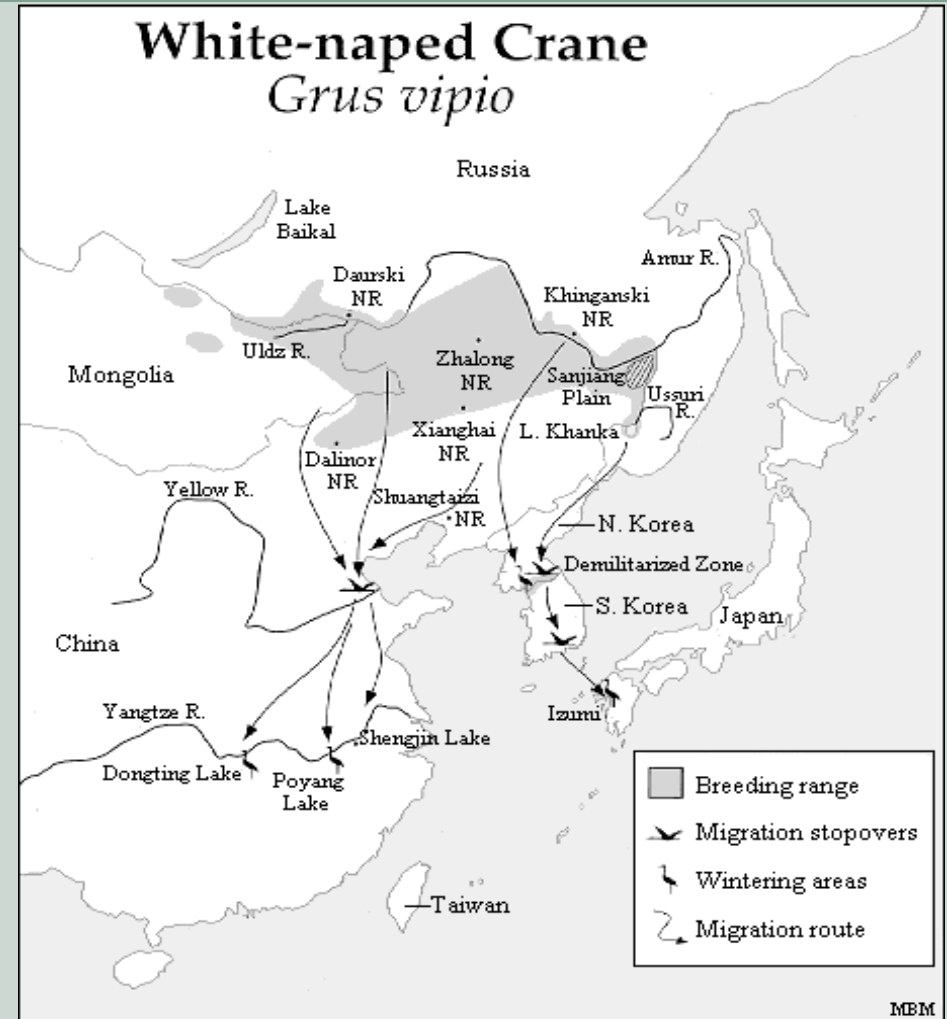 White-naped Crane
Grus vipio
Russia
Lake
Baikal
Amur R.
Daurski
NR
Khinganski
NR
Uldz R.
Zhalong
NR
Mongolia
Sanjiang
Plain
Ussuri
R.
Xianghai
NR
L. Khanka
Dalinor
NR
Yellow R.
Shuangtaizi
NR
N. Korea
Demilitarized Zone
S. Korea
Japan
China
Izumi
Yangtze R.
Shengjin Lake
Dongting Lake
Poyang
Lake
Taiwan
Breeding range
Migration stopovers
Wintering areas
Migration route
MBM